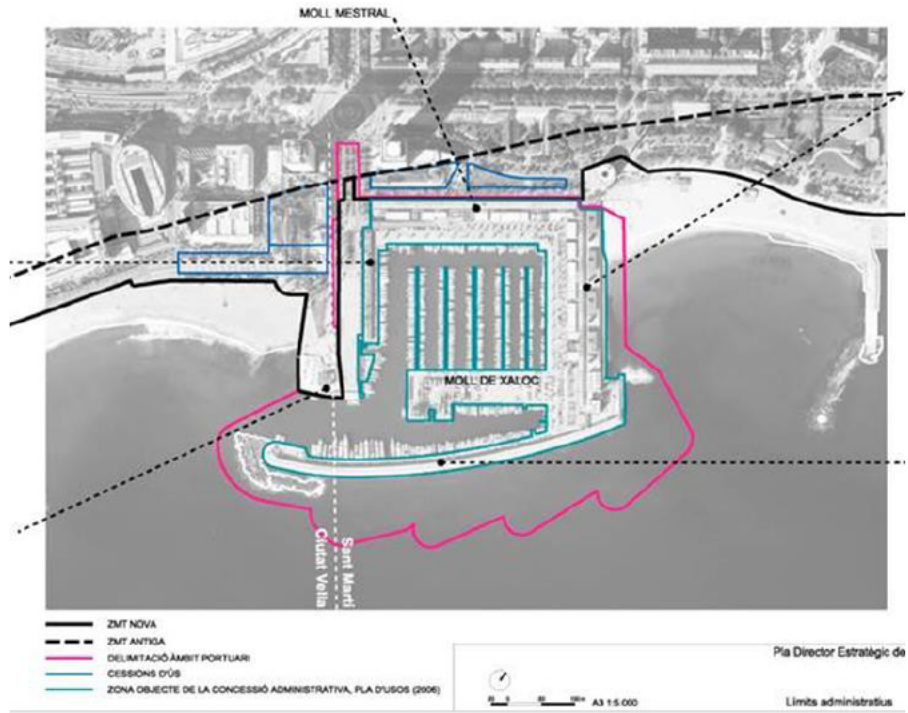 MOLL MESTRAL
MOLL DE XALOC
Sant Martí
Ciutat Vella
ZMT NOVA
ZMT ANTIGA
DELIMITACIÓ ÀMBIT PORTUARI
CESSIONS D'ÚS
ZONA OBJECTE DE LA CONCESSIÓ ADMINISTRATIVA, PLA D'USOS (2006)
Pla Director Estratègic de
A3 1:5 000
Límits administratius